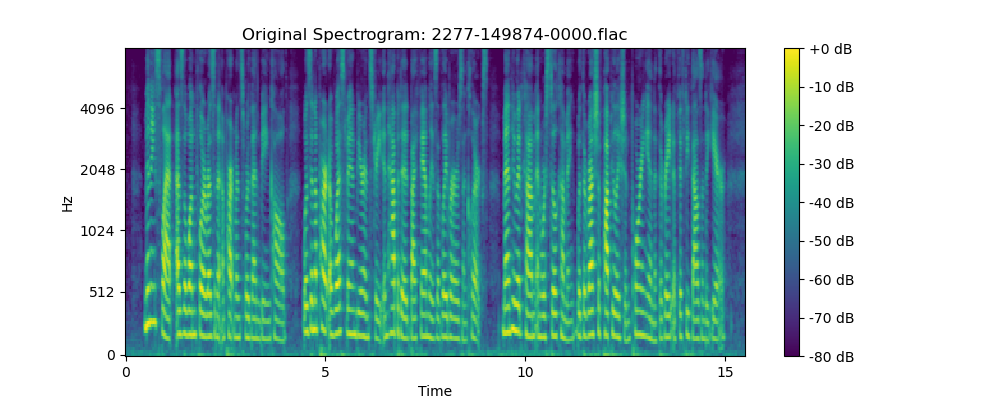 Original Spectrogram: 2277-149874-0000.flac
Hz
4096
2048
1024
512
0
0
5
10
15
Time
+0 dB
-10 dB
-20 dB
-30 dB
-40 dB
-50 dB
-60 dB
-70 dB
-80 dB